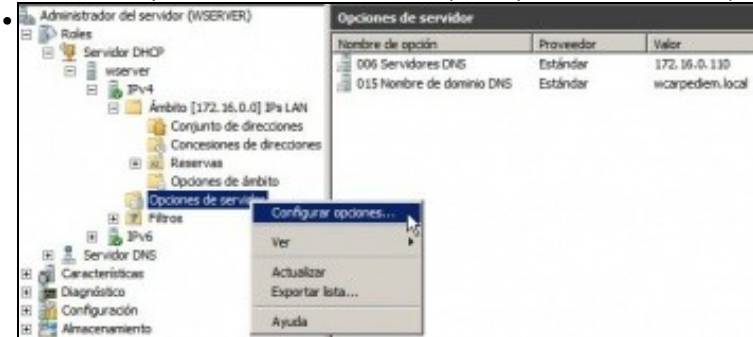 Administrador del servidor (WSERVER)
Roles
Servidor DHCP
wserver
IPv4
Ámbito [172.16.0.0] IPs LAN
Conjunto de direcciones
Concesiones de direcciones
Reservas
Opciones de ámbito
Opciones de servidor
Filtros
IPv6
Servidor DNS
Características
Diagnóstico
Configuración
Almacenamiento
Configurar opciones...
Ver
Actualizar
Exportar lista...
Ayuda
Opciones de servidor
Nombre de opción Proveedor Valor
006 Servidores DNS Estándar 172.16.0.110
015 Nombre de dominio DNS Estándar wcarpediem.local